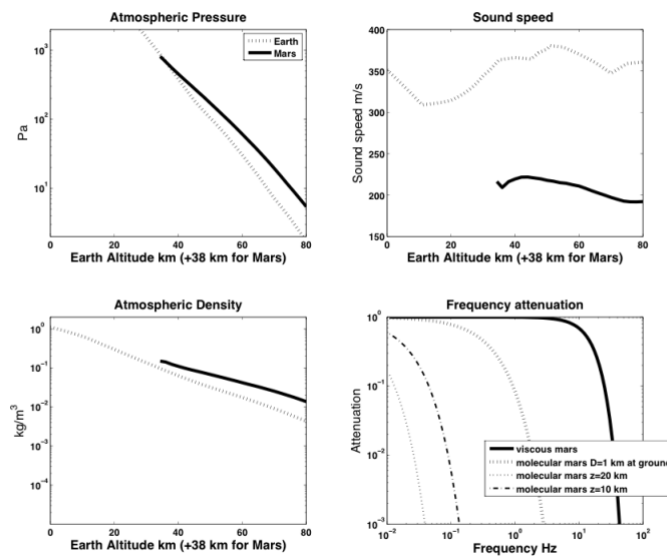 Atmospheric Pressure
10³
10²
10¹
Pa
Earth
Mars
0 20 40 60 80
Earth Altitude km (+38 km for Mars)
Sound speed
400
350
300
250
200
150
Sound speed m/s
0 20 40 60 80
Earth Altitude km (+38 km for Mars)
Atmospheric Density
10⁰
10⁻¹
10⁻²
10⁻³
10⁻⁴
kg/m³
0 20 40 60 80
Earth Altitude km (+38 km for Mars)
Frequency attenuation
10⁰
10⁻¹
10⁻²
10⁻³
Attenuation
viscous mars
molecular mars D=1 km at ground
molecular mars z=20 km
molecular mars z=10 km
10⁻² 10⁻¹ 10⁰ 10¹ 10²
Frequency Hz